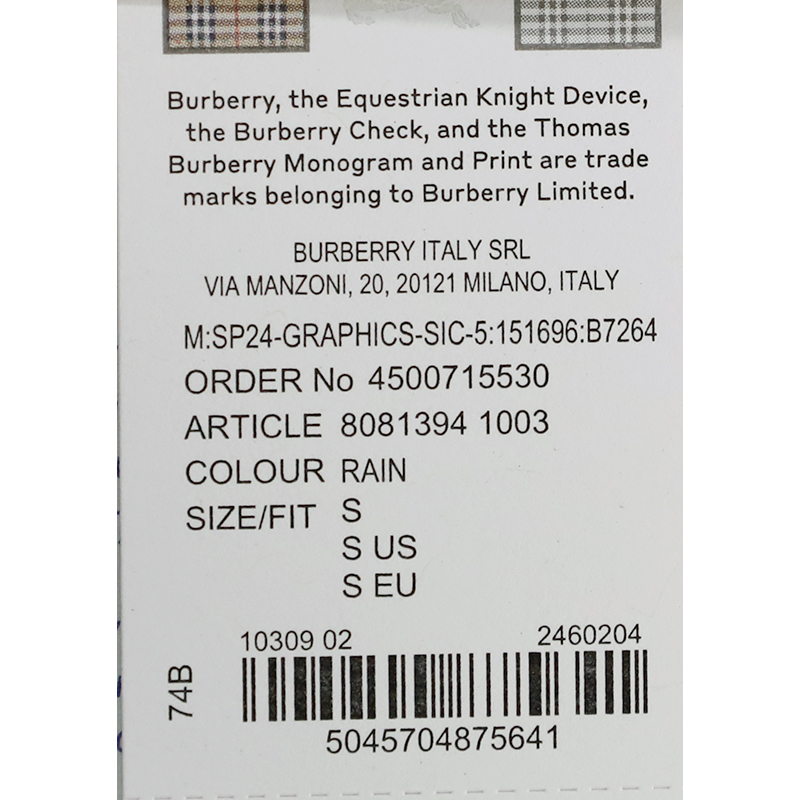 Burberry, the Equestrian Knight Device,
the Burberry Check, and the Thomas
Burberry Monogram and Print are trade
marks belonging to Burberry Limited.
BURBERRY ITALY SRL
VIA MANZONI, 20, 20121 MILANO, ITALY
M:SP24-GRAPHICS-SIC-5:151696:B7264
ORDER No 4500715530
ARTICLE 8081394 1003
COLOUR RAIN
SIZE/FIT S
S US
S EU
10309 02 2460204
74B
5045704875641